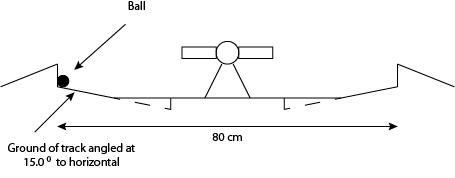 Ball
80 cm
Ground of track angled at
15.0 ⁰ to horizontal